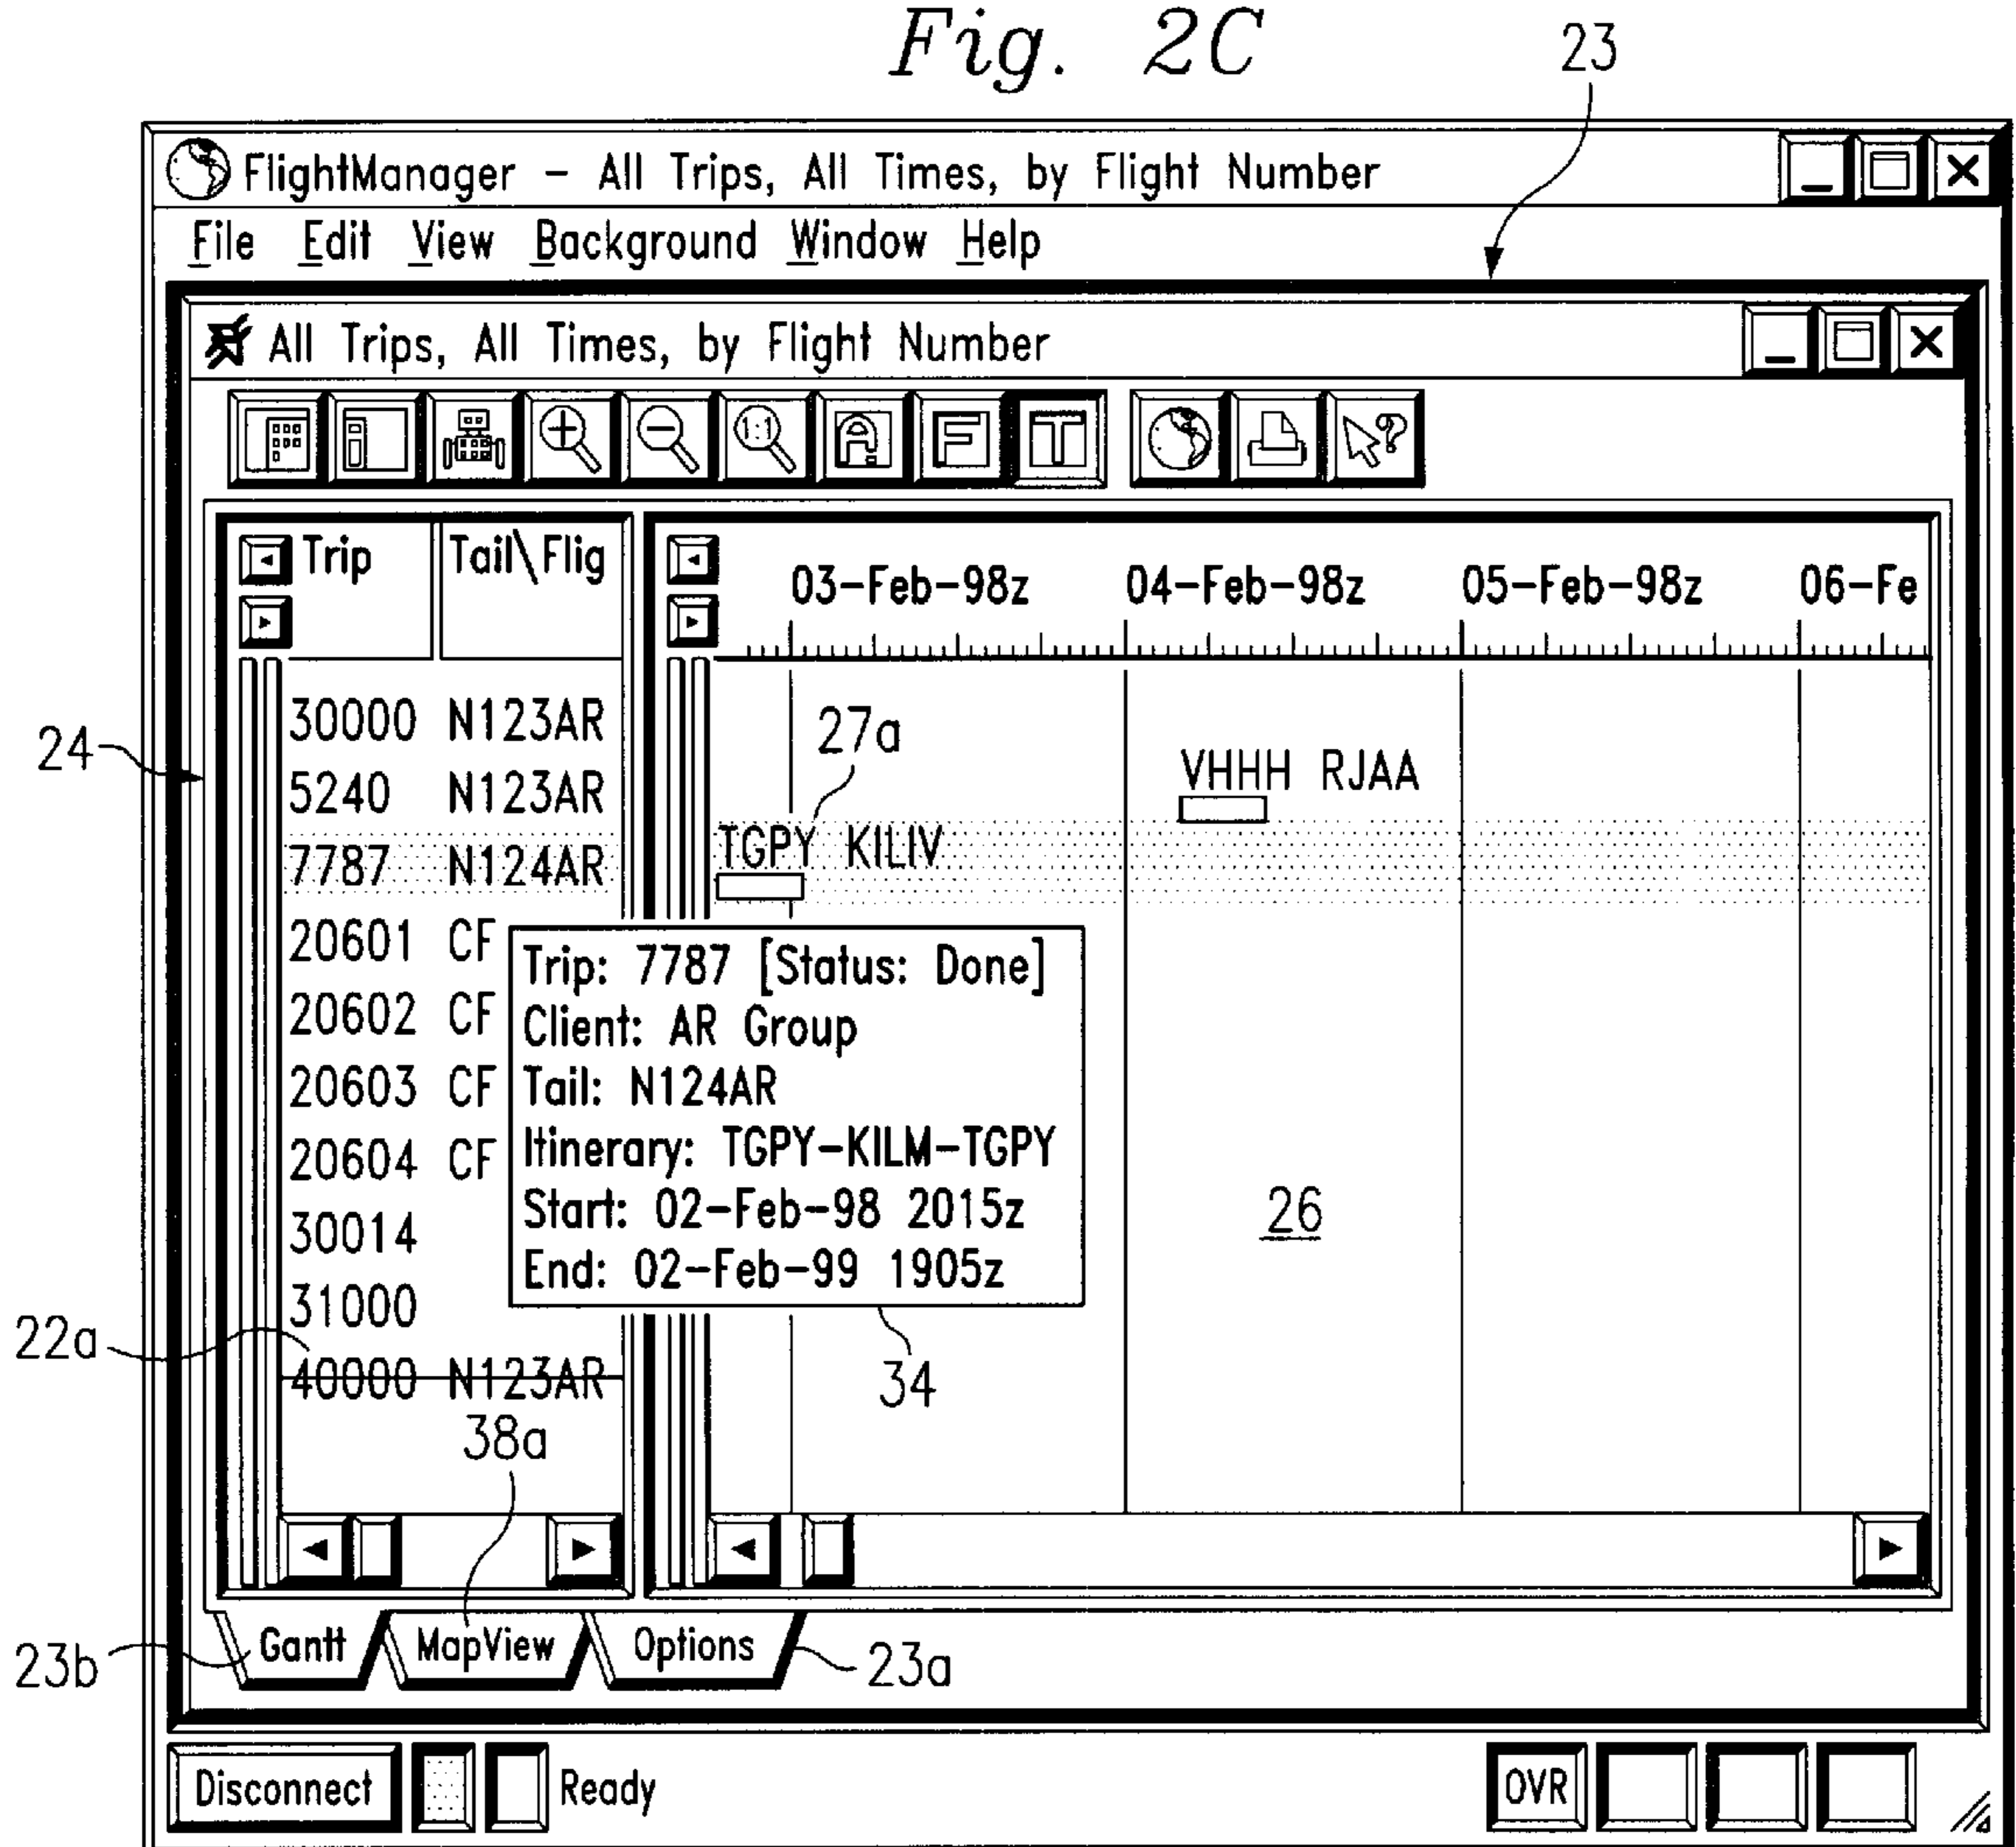 Fig. 2C
23
FlightManager - All Trips, All Times, by Flight Number
File Edit View Background Window Help
All Trips, All Times, by Flight Number
1:1 A F T ?
Trip Tail\Flig
03-Feb-98z 04-Feb-98z 05-Feb-98z 06-Fe
30000 N123AR
27a
24
VHHH RJAA
5240 N123AR
TGPY KILIV
7787 N124AR
20601 CF
20602 CF
20603 CF
20604 CF
30014
31000
40000 N123AR
Trip: 7787 [Status: Done]
Client: AR Group
Tail: N124AR
Itinerary: TGPY-KILM-TGPY
Start: 02-Feb-98 2015z
End: 02-Feb-99 1905z
26
22a
34
38a
Gantt MapView Options
23b
23a
Disconnect Ready OVR